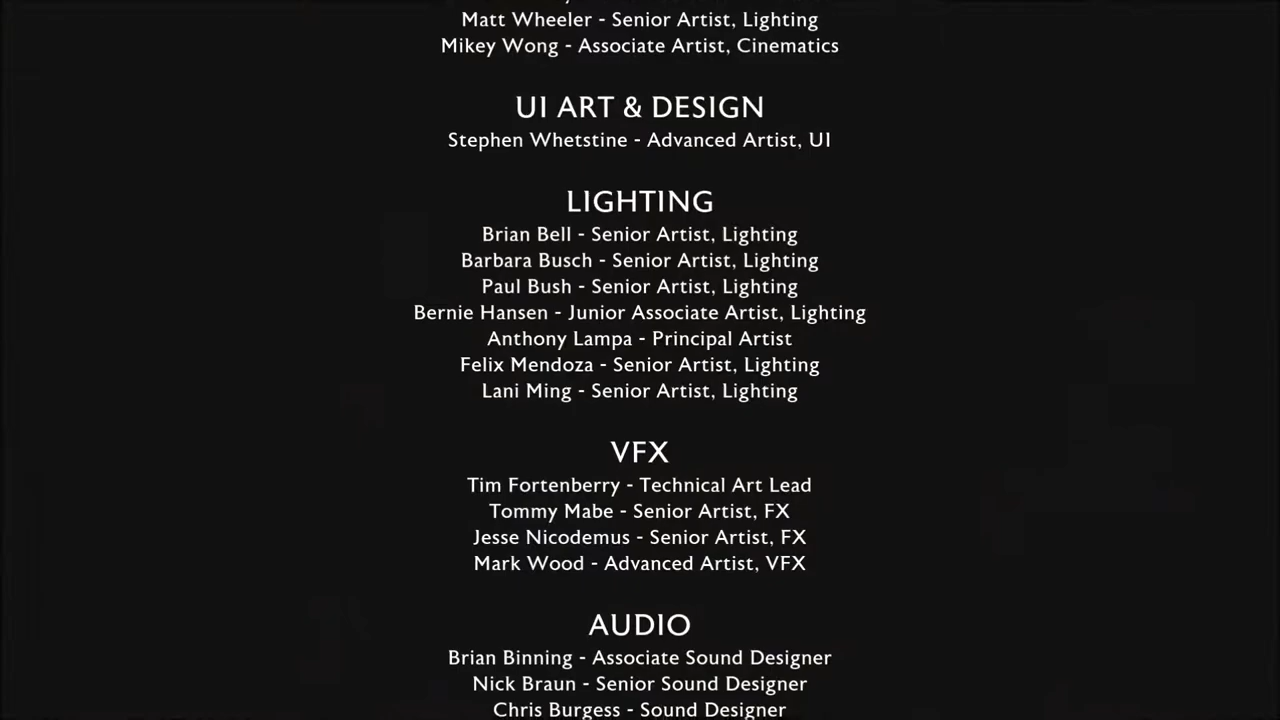 Matt Wheeler - Senior Artist, Lighting
Mikey Wong - Associate Artist, Cinematics
UI ART & DESIGN
Stephen Whetstine - Advanced Artist, UI
LIGHTING
Brian Bell - Senior Artist, Lighting
Barbara Busch - Senior Artist, Lighting
Paul Bush - Senior Artist, Lighting
Bernie Hansen - Junior Associate Artist, Lighting
Anthony Lampa - Principal Artist
Felix Mendoza - Senior Artist, Lighting
Lani Ming - Senior Artist, Lighting
VFX
Tim Fortenberry - Technical Art Lead
Tommy Mabe - Senior Artist, FX
Jesse Nicodemus - Senior Artist, FX
Mark Wood - Advanced Artist, VFX
AUDIO
Brian Binning - Associate Sound Designer
Nick Braun - Senior Sound Designer
Chris Burgess - Sound Designer